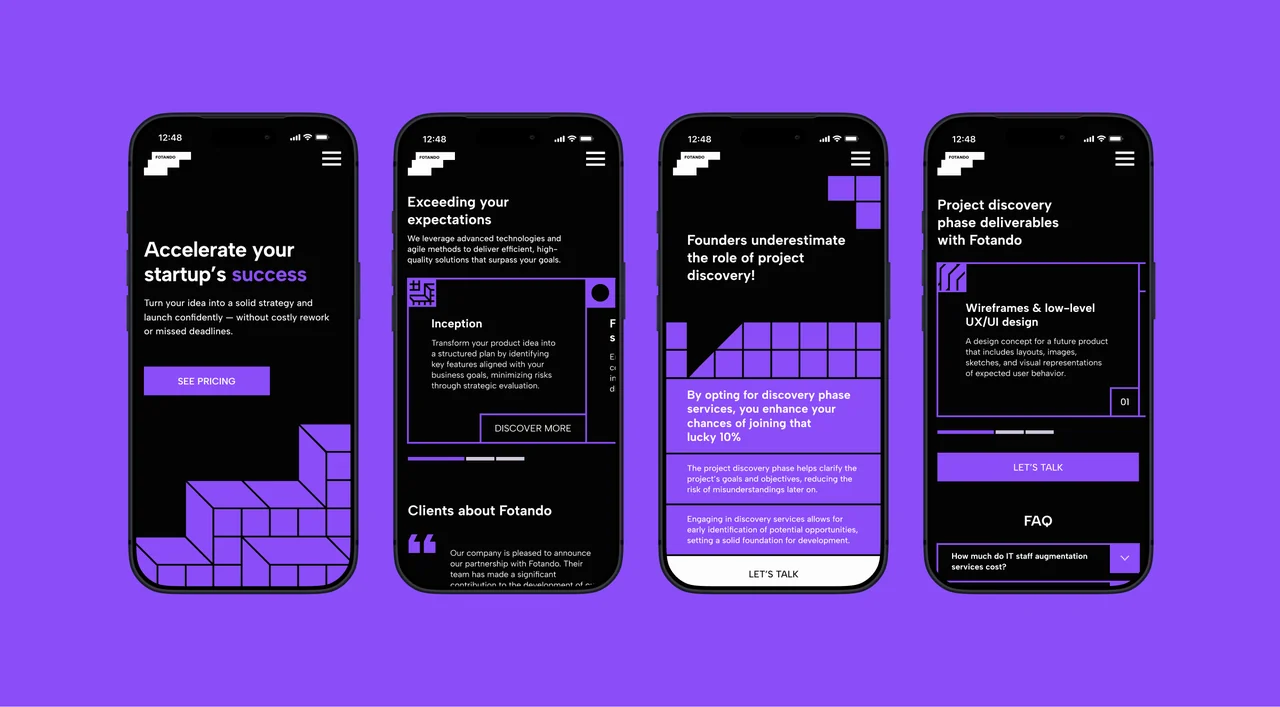 12:48
FOTANDO
Accelerate your
startup's success
Turn your idea into a solid strategy and
launch confidently — without costly rework
or missed deadlines.
SEE PRICING
12:48
FOTANDO
Exceeding your
expectations
We leverage advanced technologies and
agile methods to deliver efficient, high-
quality solutions that surpass your goals.
Inception
Transform your product idea into
a structured plan by identifying
key features aligned with your
business goals, minimizing risks
through strategic evaluation.
DISCOVER MORE
Clients about Fotando
Our company is pleased to announce
our partnership with Fotando. Their
team has made a significant
contribution to the development of
12:48
FOTANDO
Founders underestimate
the role of project
discovery!
By opting for discovery phase
services, you enhance your
chances of joining that
lucky 10%
The project discovery phase helps clarify the
project's goals and objectives, reducing the
risk of misunderstandings later on.
Engaging in discovery services allows for
early identification of potential opportunities,
setting a solid foundation for development.
LET'S TALK
12:48
FOTANDO
Project discovery
phase deliverables
with Fotando
Wireframes & low-level
UX/UI design
A design concept for a future product
that includes layouts, images,
sketches, and visual representations
of expected user behavior.
01
LET'S TALK
FAQ
How much do IT staff augmentation
services cost?